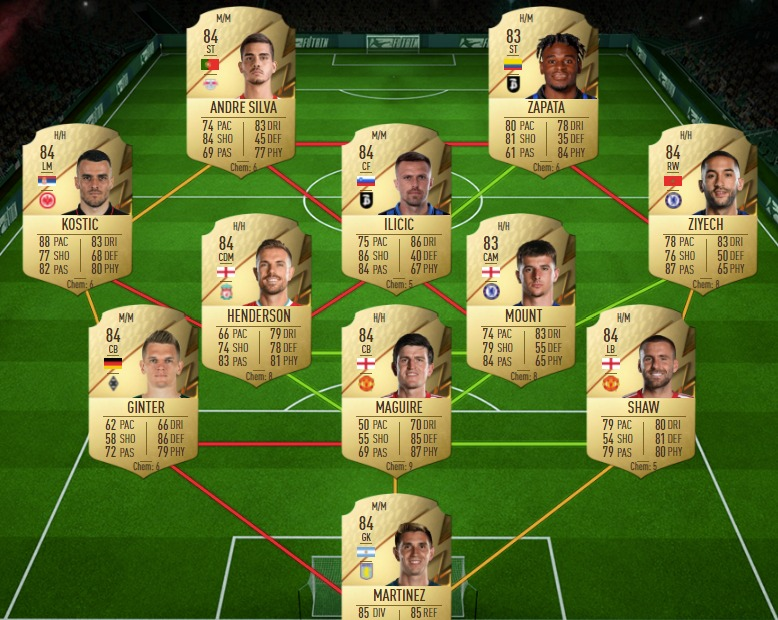 M/M
84
ST
ANDRE SILVA
74 PAC 83 DRI
84 SHO 45 DEF
69 PAS 77 PHY
Chem: 6
H/M
83
ST
ZAPATA
80 PAC 78 DRI
81 SHO 35 DEF
61 PAS 84 PHY
Chem: 6
H/H
84
LM
KOSTIC
88 PAC 83 DRI
77 SHO 68 DEF
82 PAS 80 PHY
Chem: 6
M/M
84
CF
ILICIC
75 PAC 86 DRI
86 SHO 40 DEF
84 PAS 67 PHY
Chem: 5
H/H
84
RW
ZIYECH
78 PAC 83 DRI
76 SHO 50 DEF
87 PAS 65 PHY
Chem: 8
H/H
84
CDM
HENDERSON
66 PAC 79 DRI
74 SHO 78 DEF
83 PAS 81 PHY
Chem: 8
H/H
83
CAM
MOUNT
74 PAC 83 DRI
79 SHO 55 DEF
84 PAS 65 PHY
Chem: 8
M/M
84
CB
GINTER
62 PAC 66 DRI
58 SHO 86 DEF
72 PAS 79 PHY
Chem: 6
M/H
84
CB
MAGUIRE
50 PAC 70 DRI
55 SHO 85 DEF
69 PAS 87 PHY
Chem: 9
H/M
84
LB
SHAW
79 PAC 80 DRI
54 SHO 81 DEF
79 PAS 80 PHY
Chem: 5
M/M
84
GK
MARTINEZ
85 DIV 85 REF